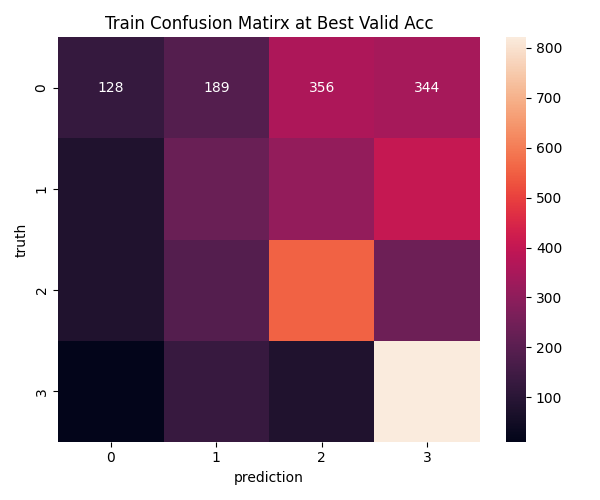 Train Confusion Matirx at Best Valid Acc
0 128 189 356 344
1
2
3
truth
0 1 2 3
prediction
800
700
600
500
400
300
200
100